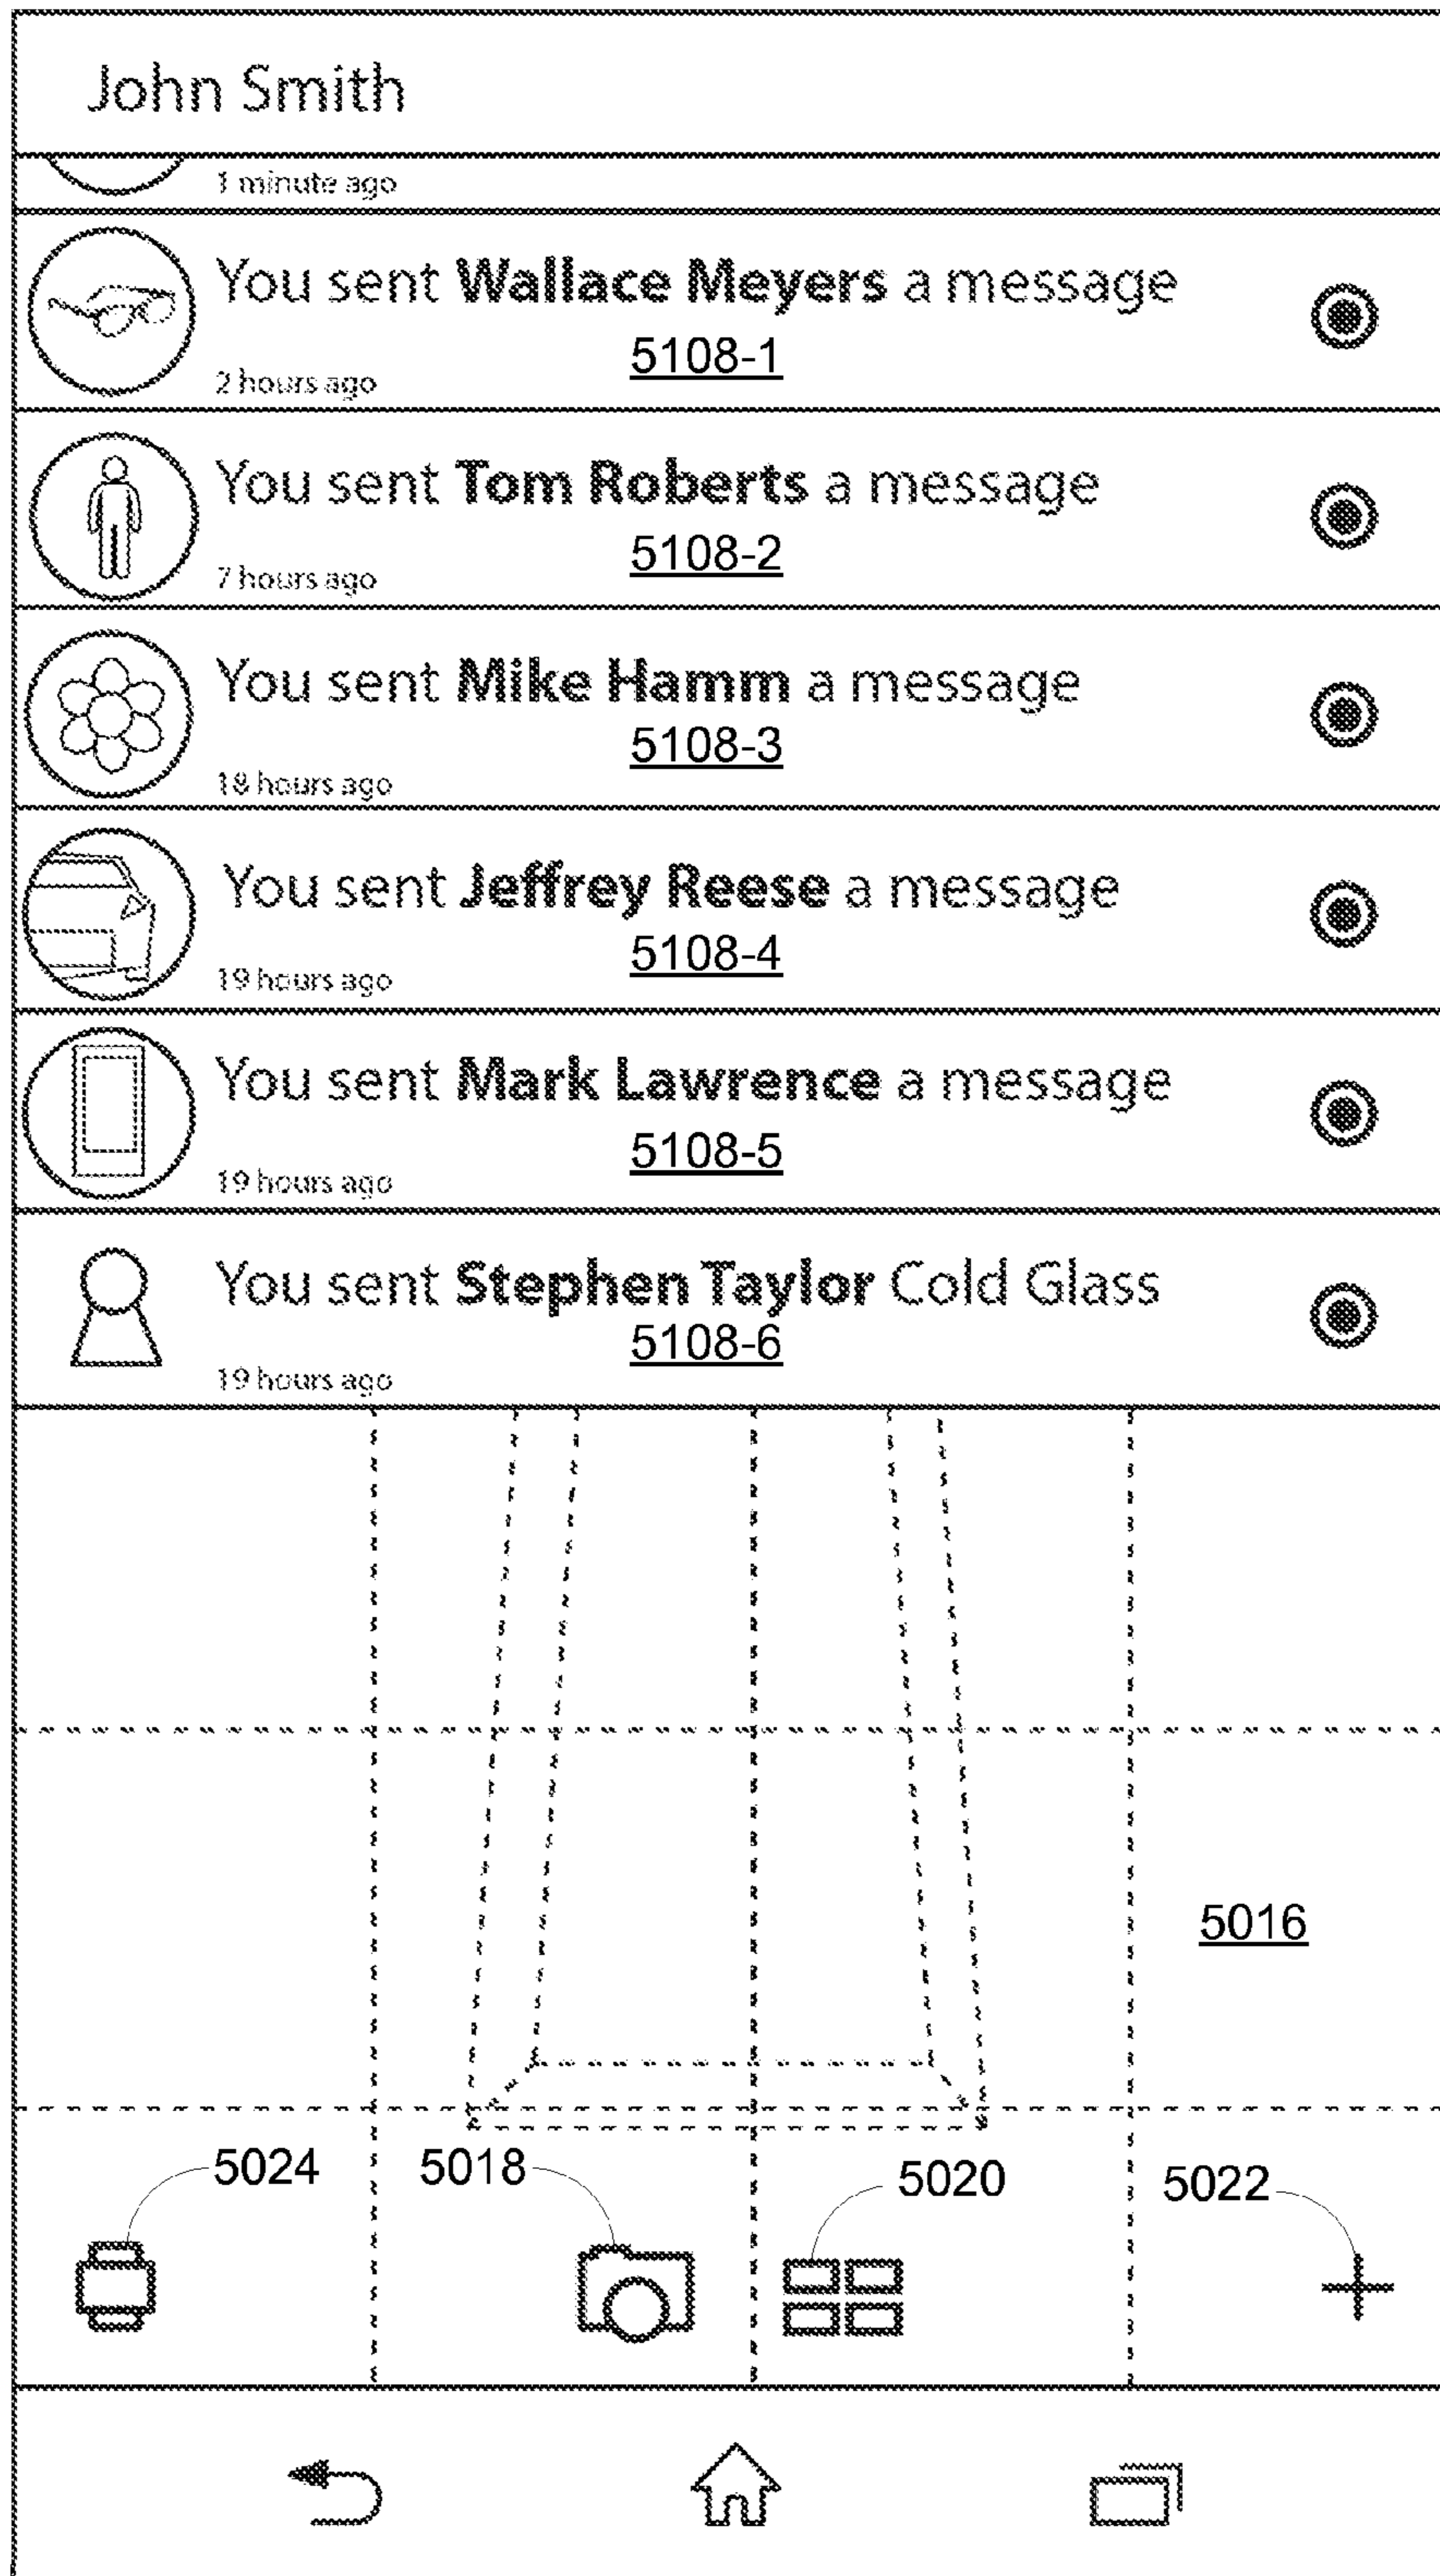 John Smith
1 minute ago
You sent Wallace Meyers a message
5108-1
2 hours ago
You sent Tom Roberts a message
5108-2
7 hours ago
You sent Mike Hamm a message
5108-3
18 hours ago
You sent Jeffrey Reese a message
5108-4
19 hours ago
You sent Mark Lawrence a message
5108-5
19 hours ago
You sent Stephen Taylor Cold Glass
5108-6
19 hours ago
5016
5024 5018 5020 5022